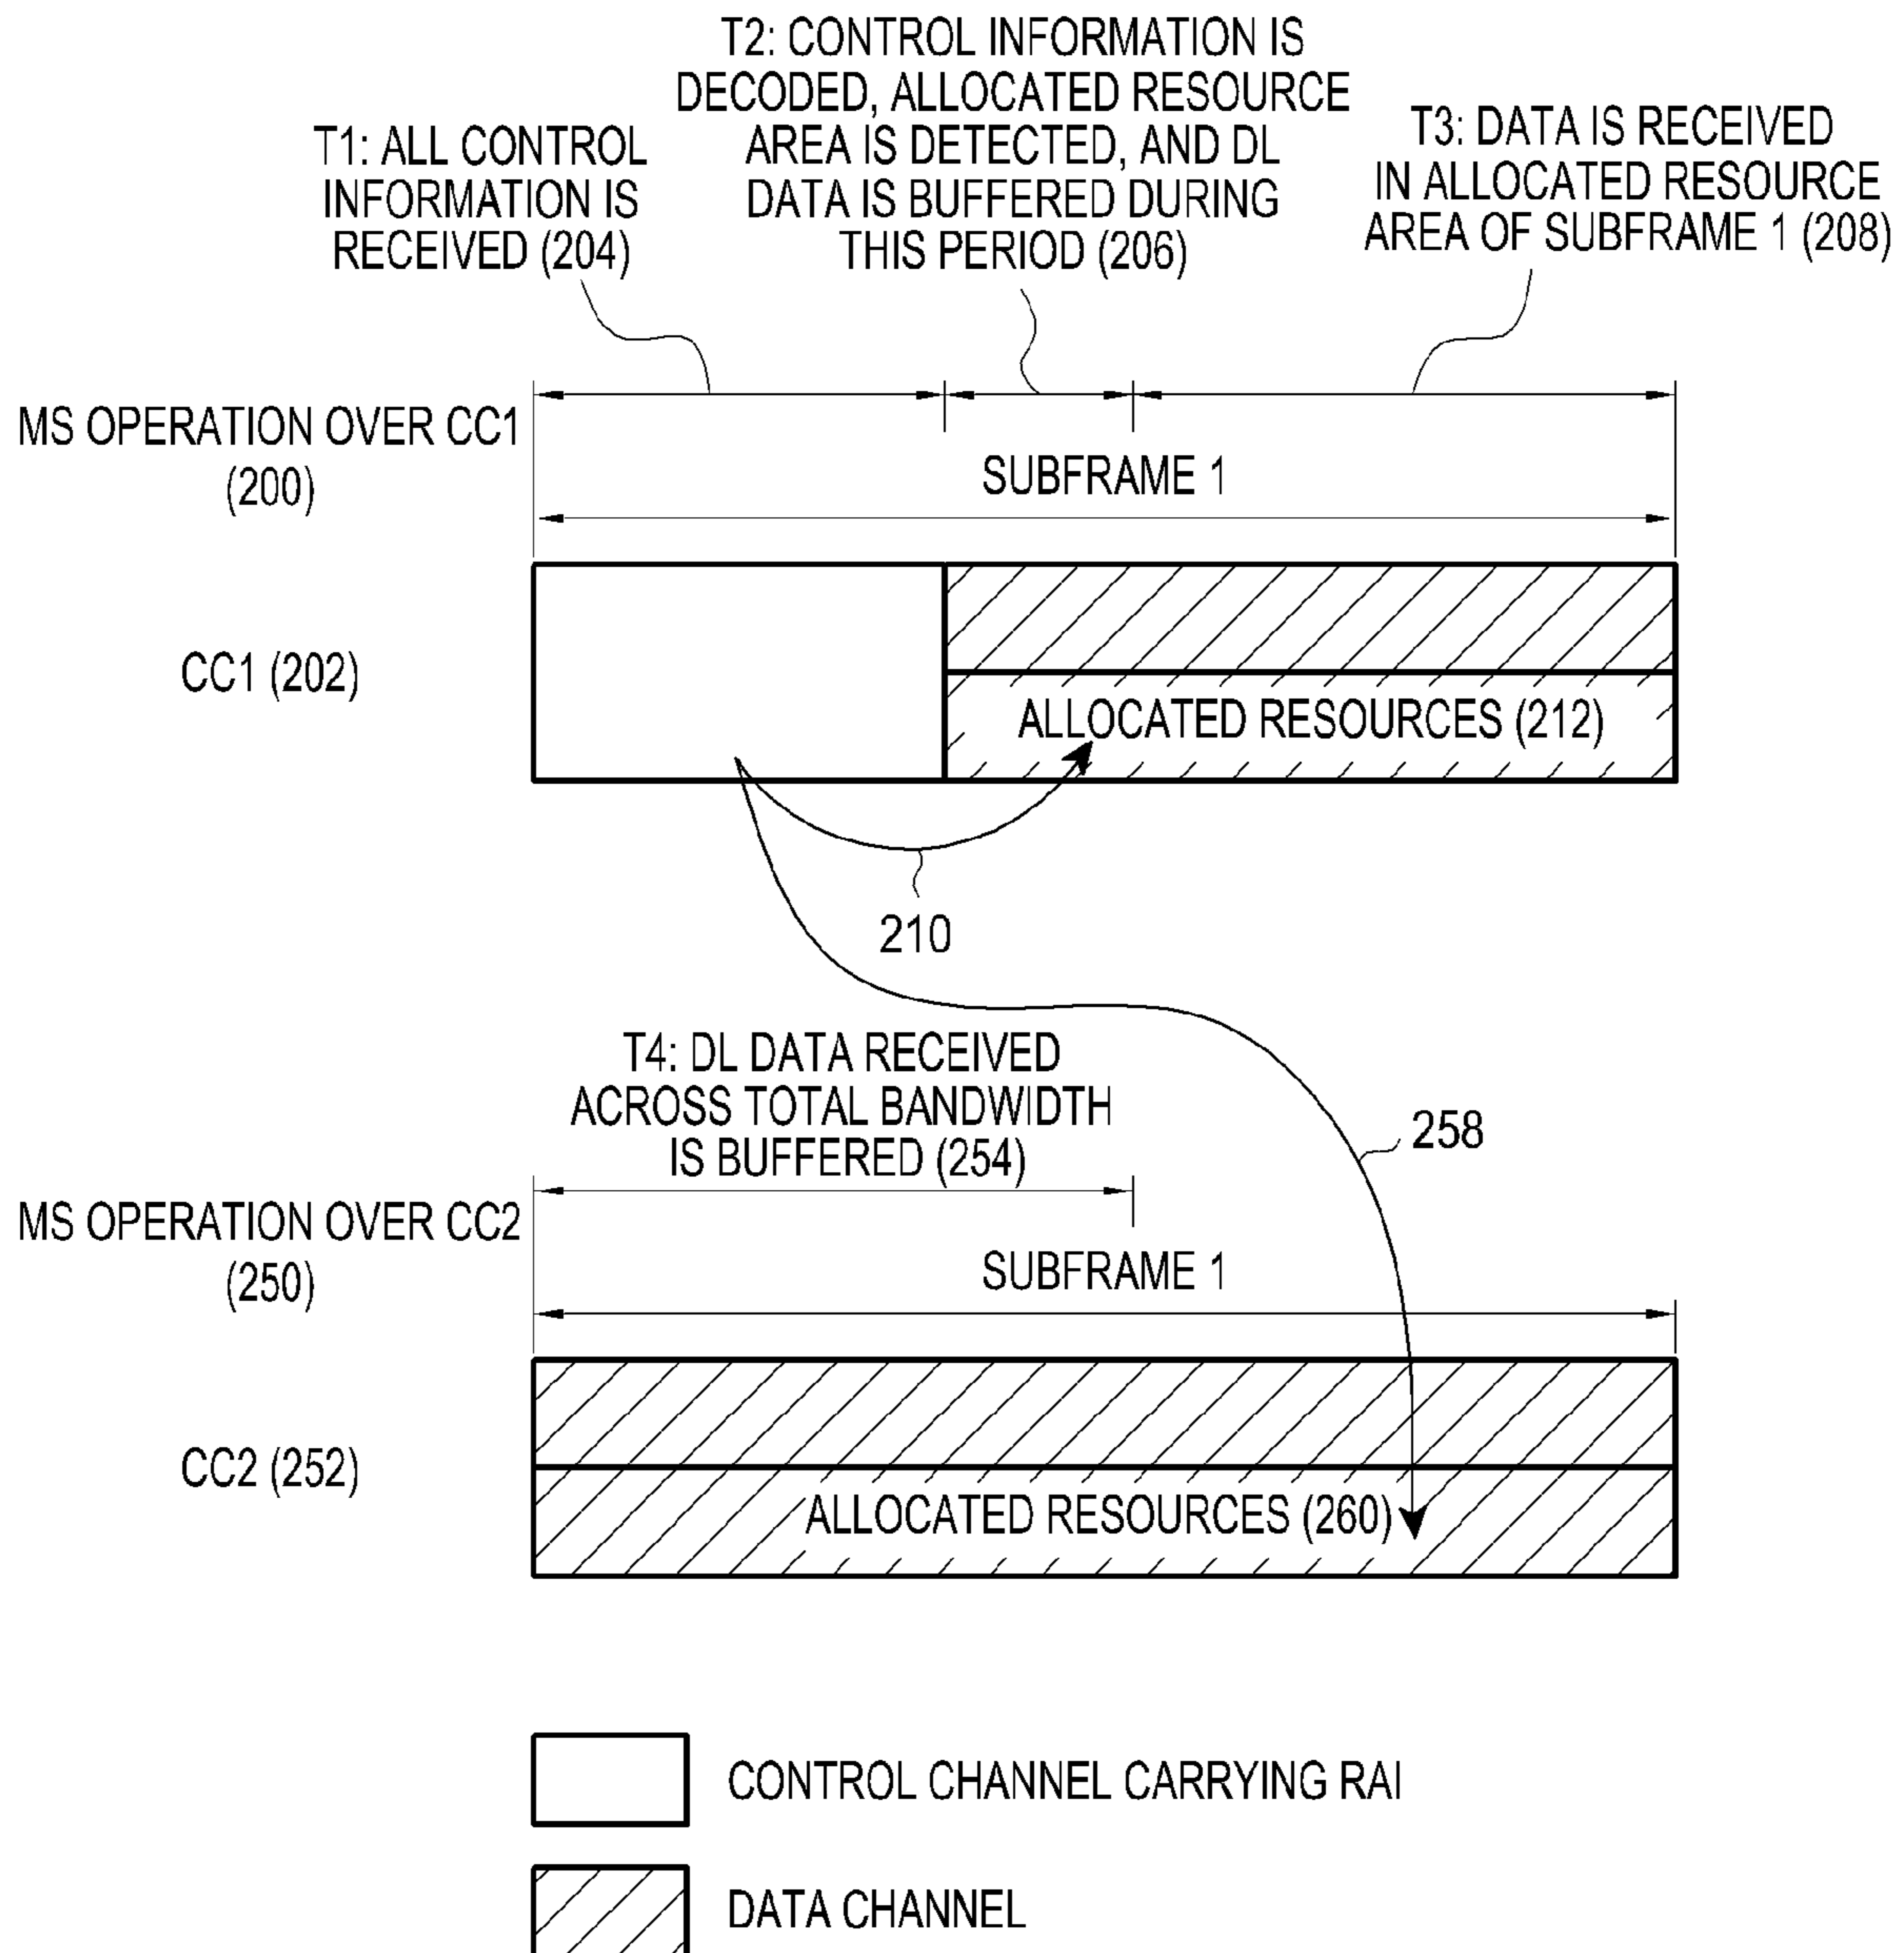 T2: CONTROL INFORMATION IS
DECODED, ALLOCATED RESOURCE
AREA IS DETECTED, AND DL
DATA IS BUFFERED DURING
THIS PERIOD (206)
T1: ALL CONTROL
INFORMATION IS
RECEIVED (204)
T3: DATA IS RECEIVED
IN ALLOCATED RESOURCE
AREA OF SUBFRAME 1 (208)
MS OPERATION OVER CC1
(200)
SUBFRAME 1
CC1 (202)
ALLOCATED RESOURCES (212)
210
T4: DL DATA RECEIVED
ACROSS TOTAL BANDWIDTH
IS BUFFERED (254)
258
MS OPERATION OVER CC2
(250)
SUBFRAME 1
CC2 (252)
ALLOCATED RESOURCES (260)
CONTROL CHANNEL CARRYING RAI
DATA CHANNEL